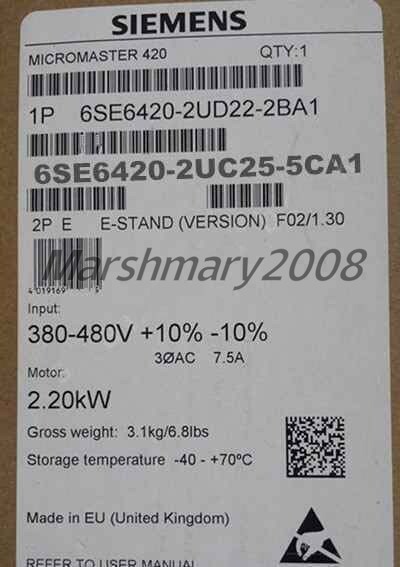 SIEMENS
MICROMASTER 420 QTY:1
1P 6SE6420-2UD22-2BA1
6SE6420-2UC25-5CA1
2P E E-STAND (VERSION) F02/1.30
Marshmary2008
4 019169
Input:
380-480V +10% -10%
3ØAC 7.5A
Motor:
2.20kW
Gross weight: 3.1kg/6.8lbs
Storage temperature -40 - +70ºC
Made in EU (United Kingdom)
REFER TO USER MANUAL